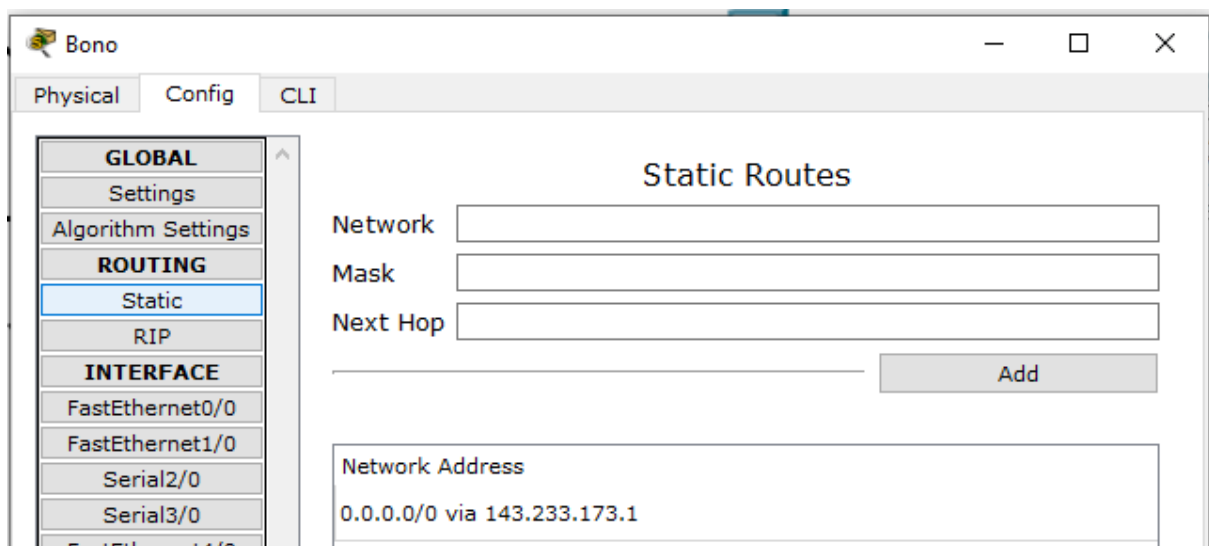 Bono
Physical Config CLI
GLOBAL
Settings
Algorithm Settings
ROUTING
Static
RIP
INTERFACE
FastEthernet0/0
FastEthernet1/0
Serial2/0
Serial3/0
Static Routes
Network
Mask
Next Hop
Add
Network Address
0.0.0.0/0 via 143.233.173.1